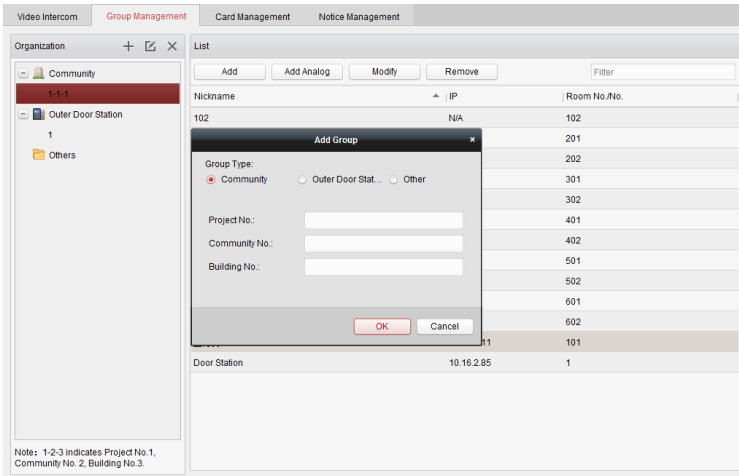 Video Intercom Group Management Card Management Notice Management
Organization List
Add Add Analog Modify Remove Filter
Nickname IP Room No./No.
Community
1-1-1
Outer Door Station
1
Others
102 N/A 102
201
202
301
302
401
402
501
502
601
602
11 101
Door Station 10.16.2.85 1
Add Group
Group Type:
Community Outer Door Stat... Other
Project No.:
Community No.:
Building No.:
OK Cancel
Note: 1-2-3 indicates Project No.1,
Community No. 2, Building No.3.